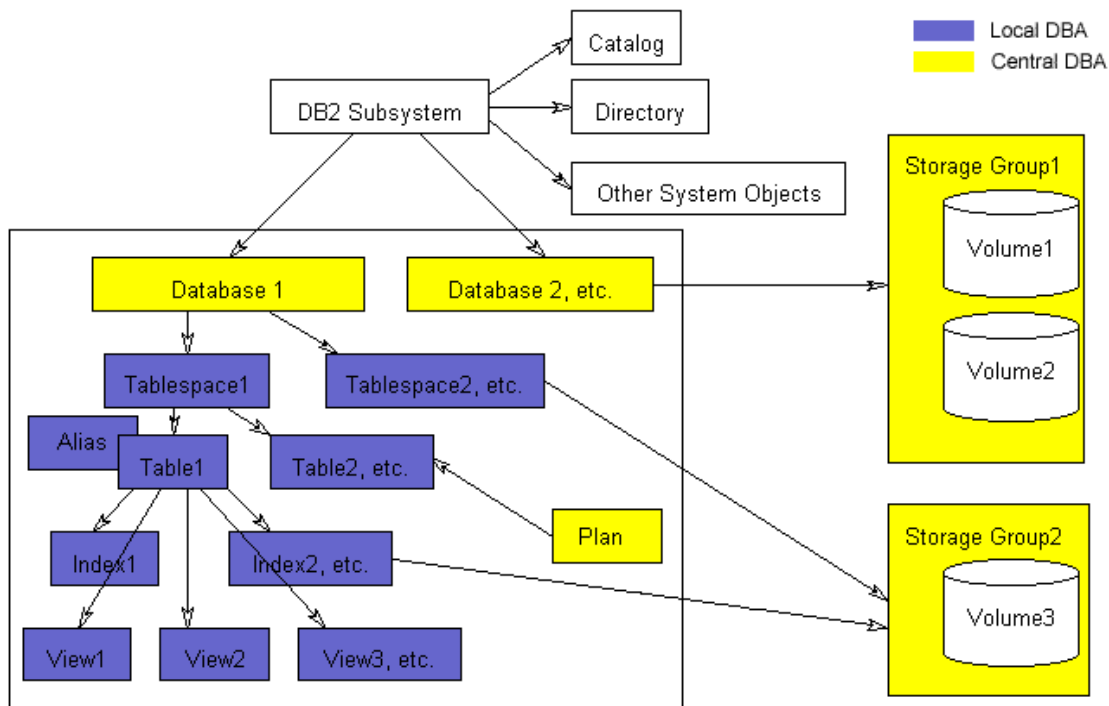 Catalog
Local DBA
Central DBA
DB2 Subsystem
Directory
Storage Group1
Other System Objects
Volume1
Database 1
Database 2, etc.
Volume2
Tablespace1
Tablespace2, etc.
Alias
Table1
Table2, etc.
Plan
Storage Group2
Index1
Index2, etc.
Volume3
View1
View2
View3, etc.